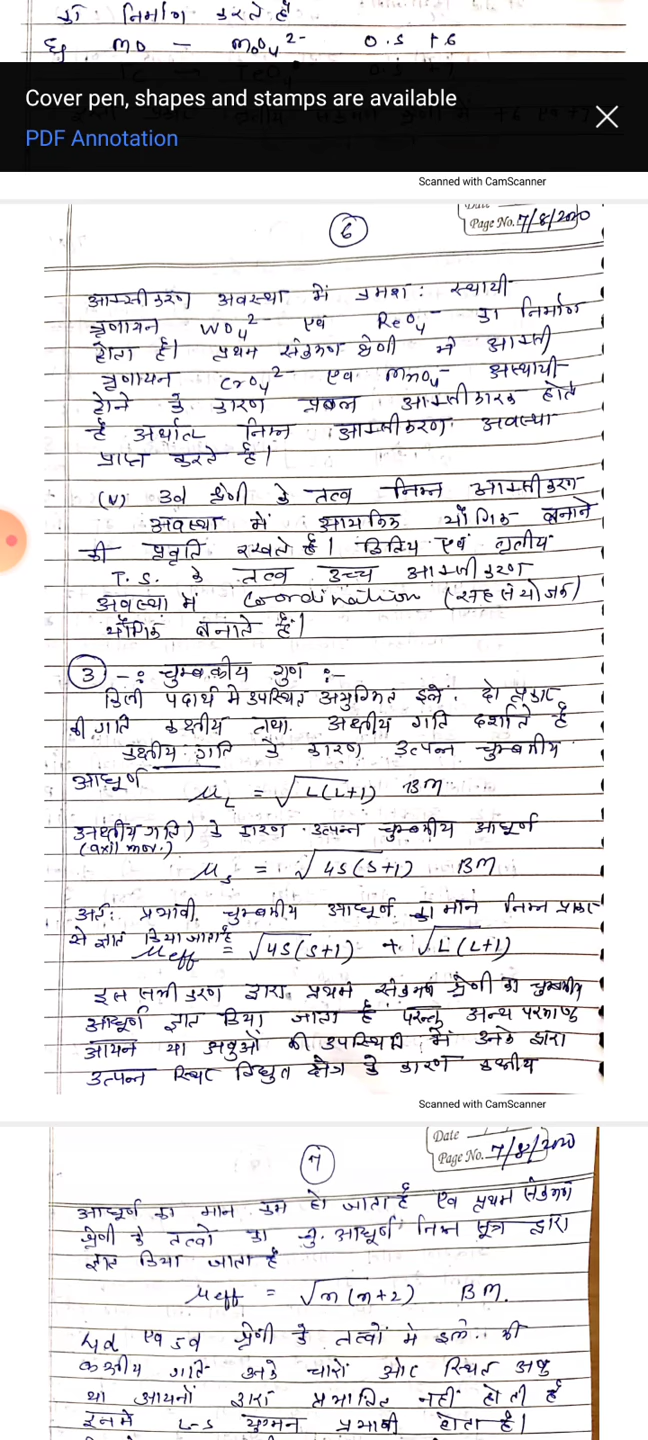 का निर्माण करते हैं
Eg MO - MoO4 2- O.S +6
Cover pen, shapes and stamps are available
PDF Annotation
Scanned with CamScanner
6
Page No. 7/8/2020
आक्सीकरण अवस्था में क्रमश: स्थायी
ऋणायन WO4 2- एवं ReO4 - का निर्माण
होता है। प्रथम संक्रमण श्रेणी में आक्सी
ऋणायन CrO4 2- एवं MnO4- अस्थायी
होने के कारण प्रबल आक्सीकारक होते
हैं अर्थात निम्न आक्सीकरण अवस्था
प्राप्त करते हैं।
(V) 3d श्रेणी के तत्व निम्न आक्सीकरण
अवस्था में आयनिक यौगिक बनाने
की प्रवृति रखते हैं। द्वितिय एवं तृतीय
T.S. के तत्व उच्च आक्सीकरण
अवस्था में Coordination (सहसंयोजक)
यौगिक बनाते हैं।
3 -: चुम्बकीय गुण :-
किसी पदार्थ में उपस्थित अयुग्मित इले. दो प्रकार
की गति कक्षीय तथा अक्षीय गति दर्शाते हैं
कक्षीय गति के कारण उत्पन्न चुम्बकीय
आघूर्ण μL = √L(L+1) BM
अक्षीय गति) के कारण उत्पन्न चुम्बकीय आघूर्ण
(axil mov.)
μs = √4S(S+1) BM
अत: प्रभावी चुम्बकीय आघूर्ण का मान निम्न प्रकार
से ज्ञात किया जाता है
μeff = √4S(S+1) + √L(L+1)
इस समीकरण द्वारा प्रथम संक्रमण श्रेणी का चुम्बकीय
आघूर्ण ज्ञात किया जाता है परन्तु अन्य परमाणु
आयन या अणुओं की उपस्थिति में उनके द्वारा
उत्पन्न स्थिर विधुत क्षेत्र के कारण कक्षीय
Scanned with CamScanner
7
Date
Page No. 7/8/2020
आघूर्ण का मान कम हो जाता है एवं प्रथम संक्रमण
श्रेणी के तत्वो का चु. आघूर्ण निम्न सूत्र द्वारा
ज्ञात किया जाता है
μeff = √n(n+2) BM.
4d एवं 5d श्रेणी के तत्वों मे इले. की
कक्षीय गति उनके चारों ओर स्थित अणु
या आयनों द्वारा प्रभावित नहीं होती है
इनमें L-S युग्मन प्रभावी होता है।